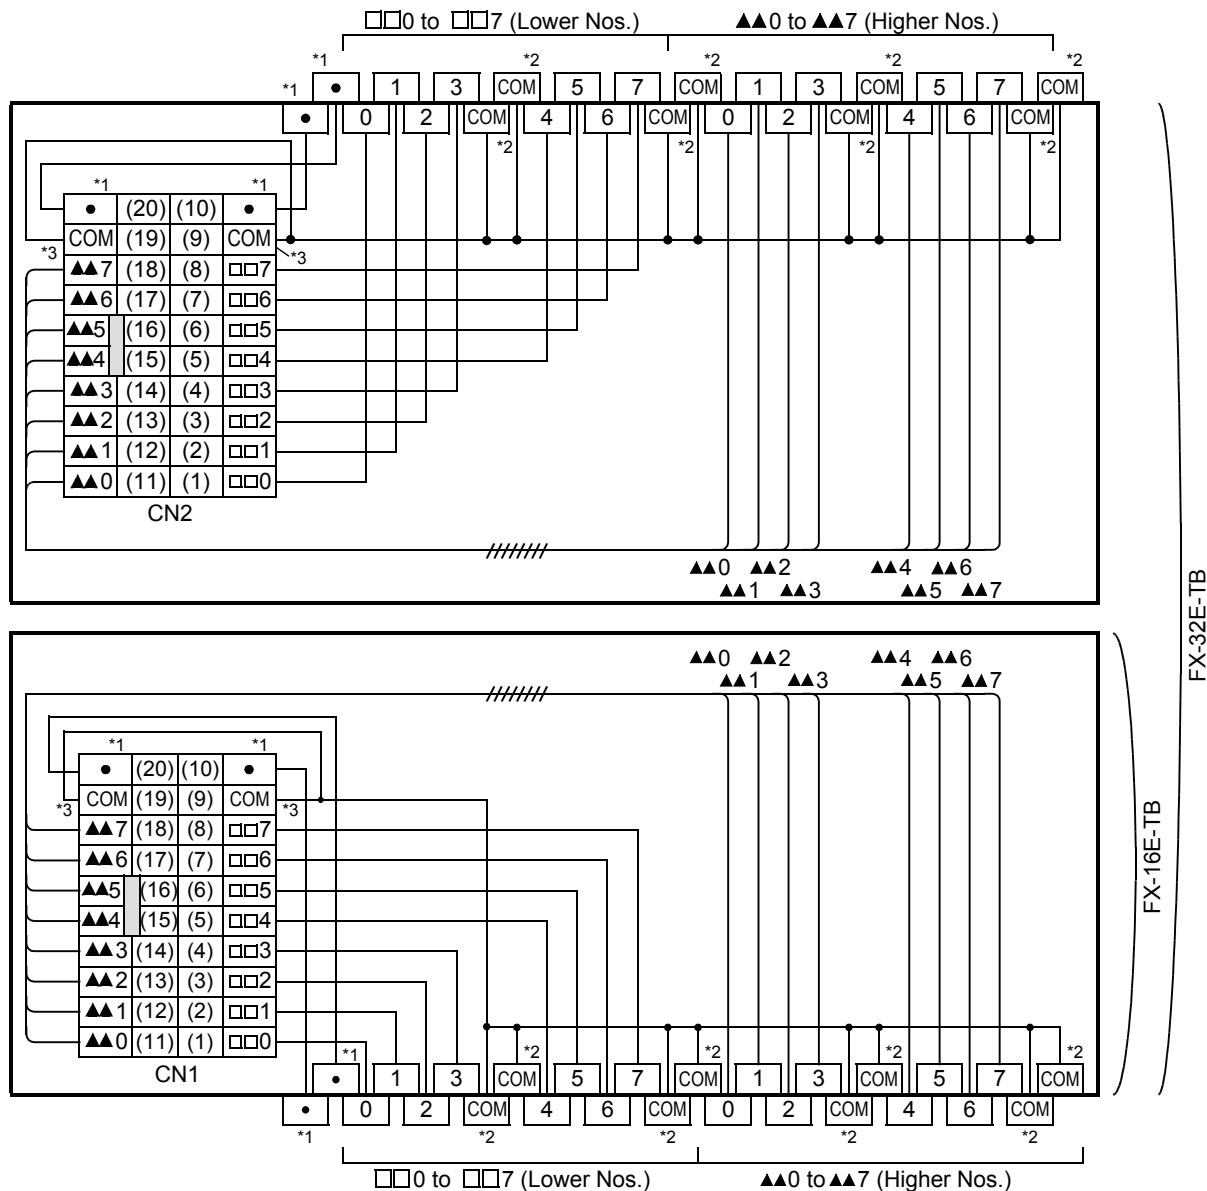 □□0 to □□7 (Lower Nos.) ▲▲0 to ▲▲7 (Higher Nos.)
*1 *2 *2 *2 *2
*1 • 1 3 COM 5 7 COM 1 3 COM 5 7 COM
• 0 2 COM 4 6 COM 0 2 COM 4 6 COM
*2 *2 *2 *2
*1 *1
• (20) (10) •
COM (19) (9) COM
*3 *3
▲▲7 (18) (8) □□7
▲▲6 (17) (7) □□6
▲▲5 (16) (6) □□5
▲▲4 (15) (5) □□4
▲▲3 (14) (4) □□3
▲▲2 (13) (3) □□2
▲▲1 (12) (2) □□1
▲▲0 (11) (1) □□0
CN2
▲▲0 ▲▲2 ▲▲4 ▲▲6
▲▲1 ▲▲3 ▲▲5 ▲▲7
FX-32E-TB
▲▲0 ▲▲2 ▲▲4 ▲▲6
▲▲1 ▲▲3 ▲▲5 ▲▲7
*1 *1
• (20) (10) •
COM (19) (9) COM
*3 *3
▲▲7 (18) (8) □□7
▲▲6 (17) (7) □□6
▲▲5 (16) (6) □□5
▲▲4 (15) (5) □□4
▲▲3 (14) (4) □□3
▲▲2 (13) (3) □□2
▲▲1 (12) (2) □□1
▲▲0 (11) (1) □□0
CN1
FX-16E-TB
*1 *2 *2 *2 *2
• 1 3 COM 5 7 COM 1 3 COM 5 7 COM
• 0 2 COM 4 6 COM 0 2 COM 4 6 COM
*1 *2 *2 *2 *2
□□0 to □□7 (Lower Nos.) ▲▲0 to ▲▲7 (Higher Nos.)